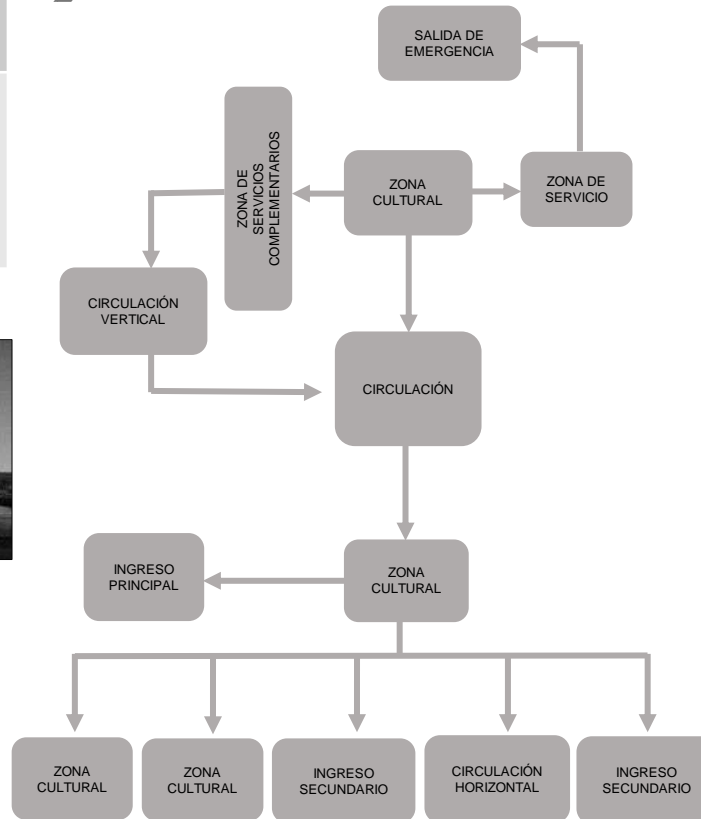 SALIDA DE
EMERGENCIA
ZONA DE
SERVICIOS
COMPLEMENTARIOS
ZONA
CULTURAL
ZONA DE
SERVICIO
CIRCULACIÓN
VERTICAL
CIRCULACIÓN
INGRESO
PRINCIPAL
ZONA
CULTURAL
ZONA
CULTURAL
ZONA
CULTURAL
INGRESO
SECUNDARIO
CIRCULACIÓN
HORIZONTAL
INGRESO
SECUNDARIO